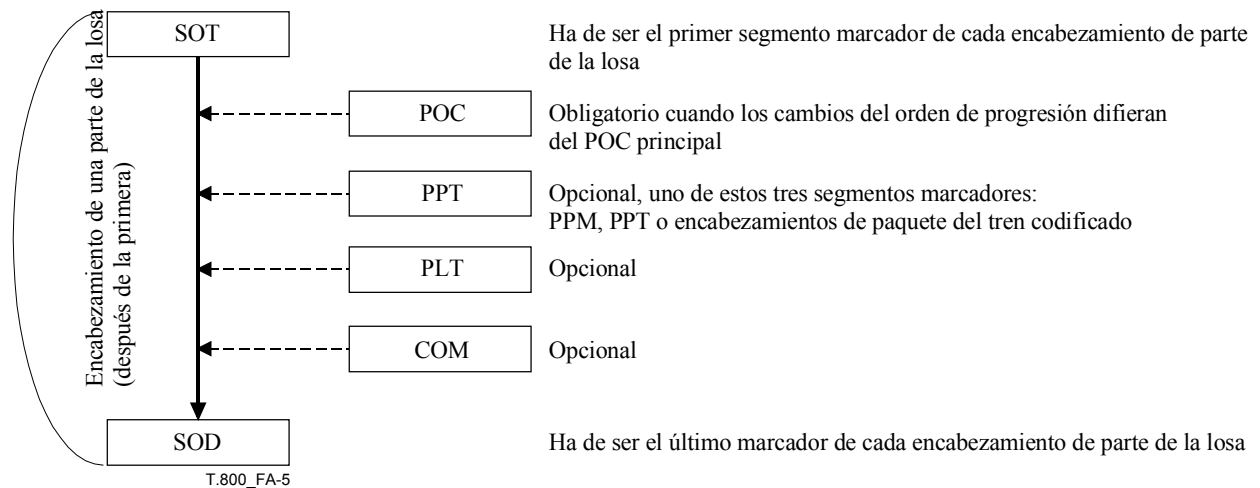 Encabezamiento de una parte de la losa
(después de la primera)
SOT
Ha de ser el primer segmento marcador de cada encabezamiento de parte
de la losa
POC
Obligatorio cuando los cambios del orden de progresión difieran
del POC principal
PPT
Opcional, uno de estos tres segmentos marcadores:
PPM, PPT o encabezamientos de paquete del tren codificado
PLT
Opcional
COM
Opcional
SOD
Ha de ser el último marcador de cada encabezamiento de parte de la losa
T.800_FA-5